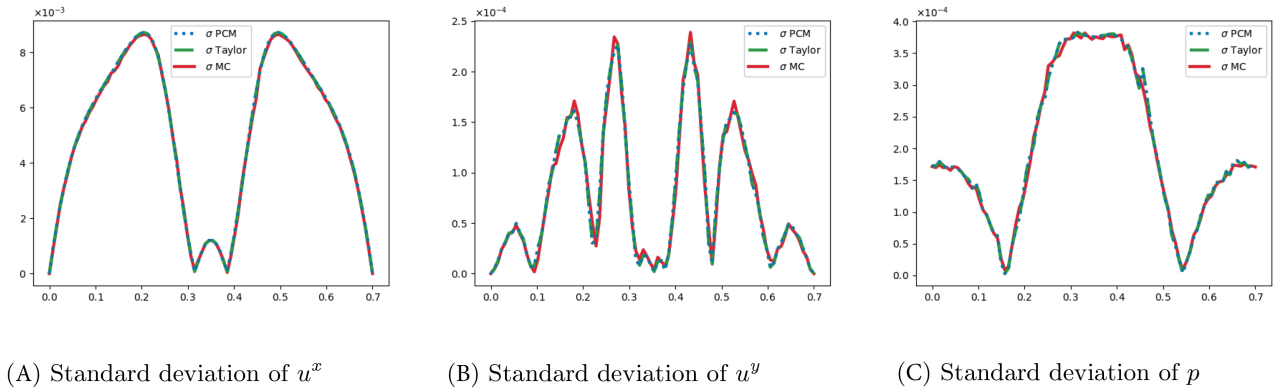 ×10⁻³
8
6
4
2
0
0.0 0.1 0.2 0.3 0.4 0.5 0.6 0.7
σ PCM
σ Taylor
σ MC
×10⁻⁴
2.5
2.0
1.5
1.0
0.5
0.0
0.0 0.1 0.2 0.3 0.4 0.5 0.6 0.7
σ PCM
σ Taylor
σ MC
×10⁻⁴
4.0
3.5
3.0
2.5
2.0
1.5
1.0
0.5
0.0
0.0 0.1 0.2 0.3 0.4 0.5 0.6 0.7
σ PCM
σ Taylor
σ MC
(A) Standard deviation of uˣ
(B) Standard deviation of uʸ
(C) Standard deviation of p